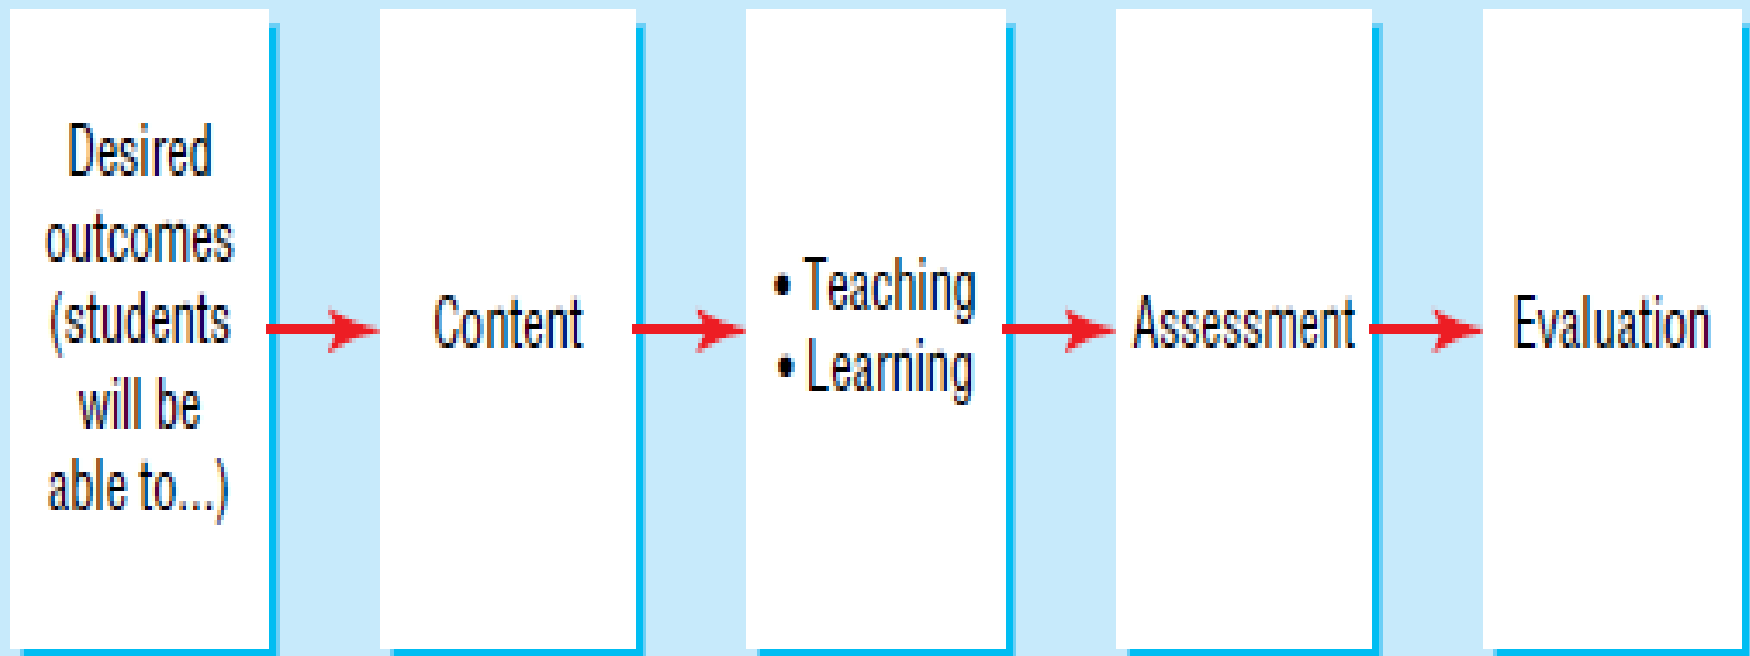 Desired
outcomes
(students
will be
able to...)
Content
• Teaching
• Learning
Assessment
Evaluation